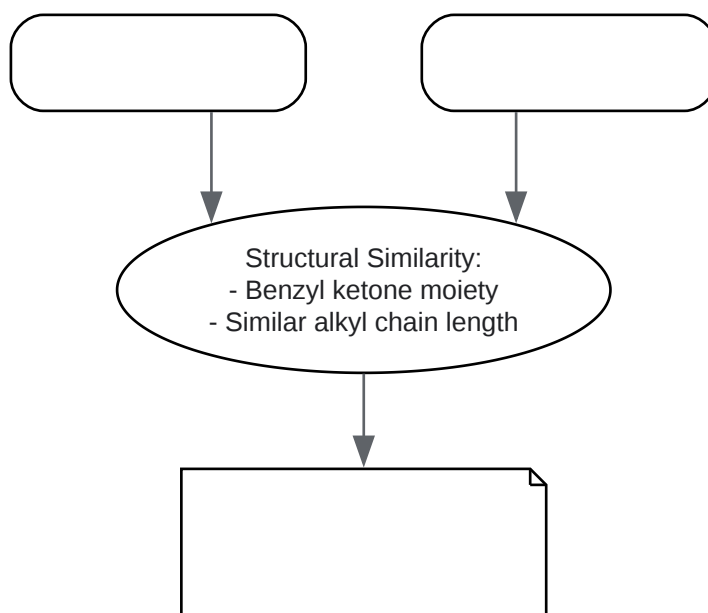 Structural Similarity:
- Benzyl ketone moiety
- Similar alkyl chain length